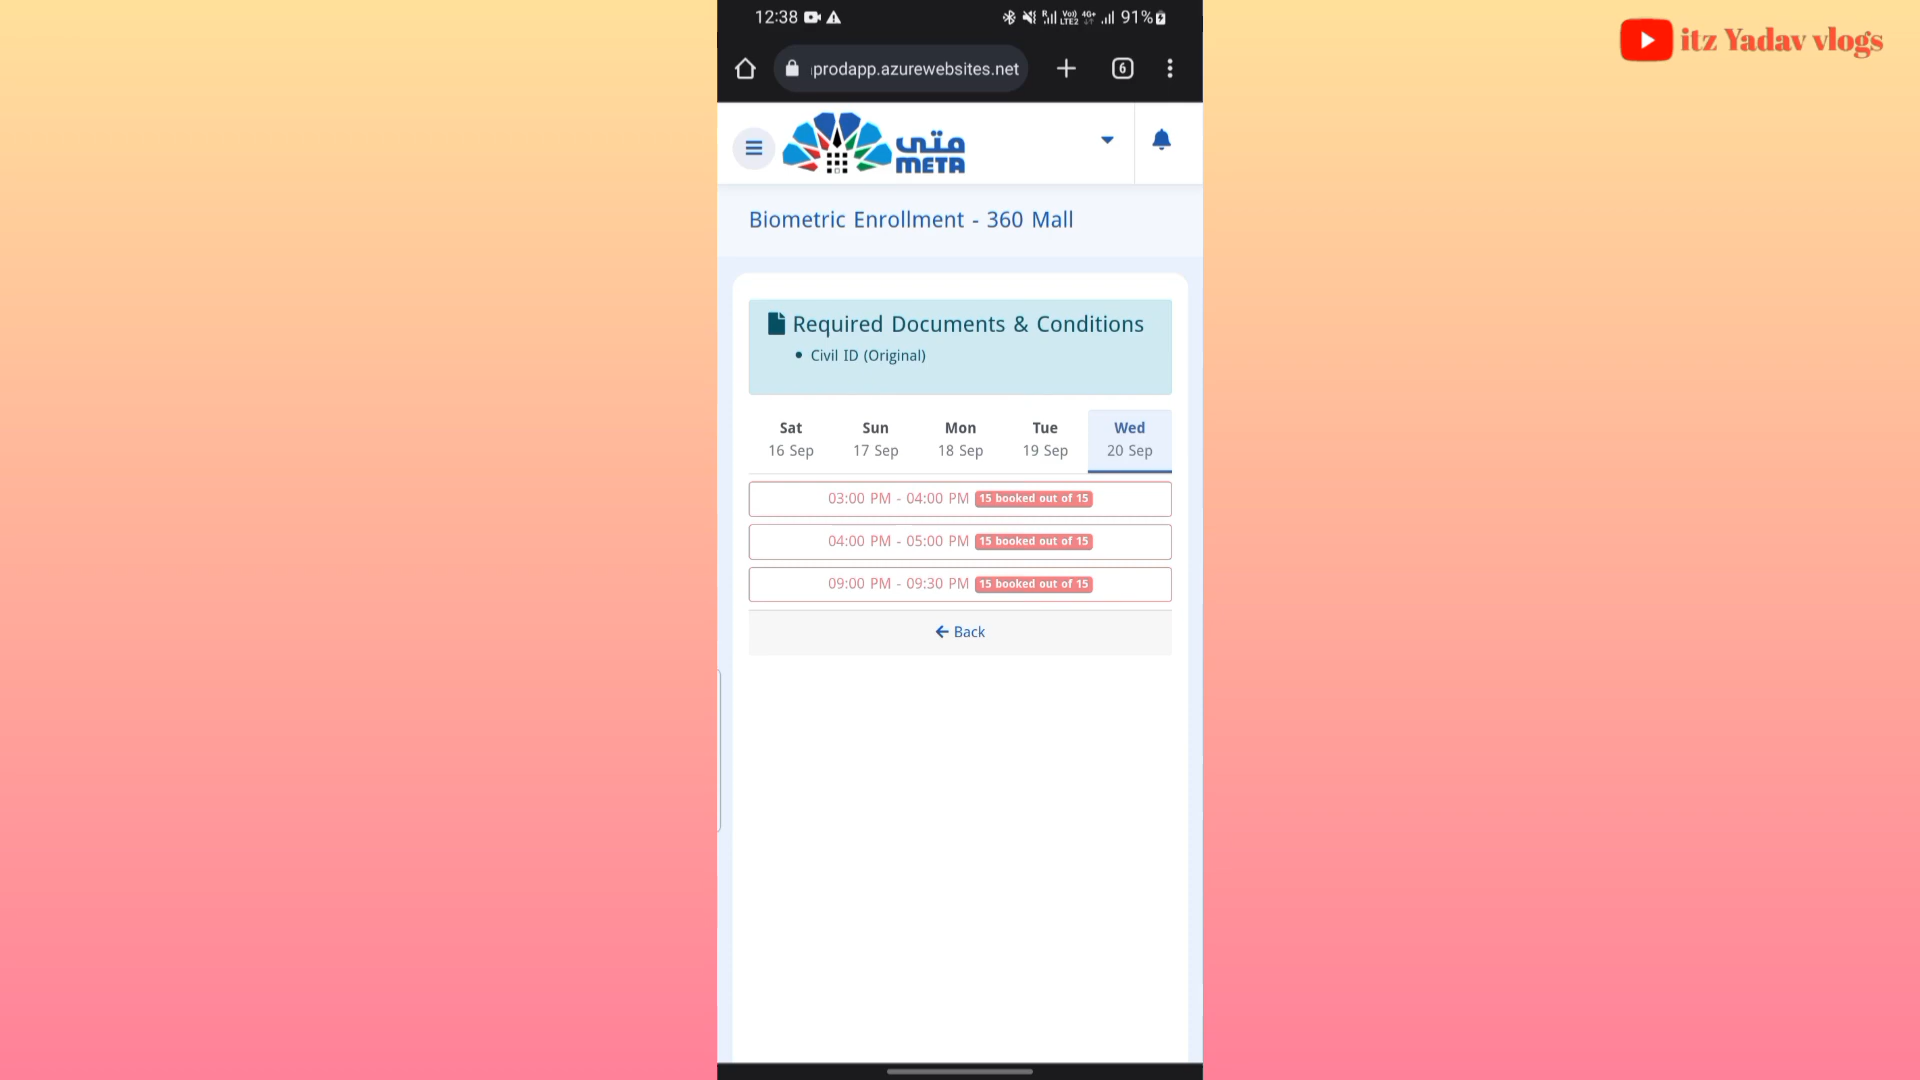 12:38
Vo)) LTE2 4G+ 91%
itz Yadav vlogs
prodapp.azurewebsites.net
6
متى
META
Biometric Enrollment - 360 Mall
Required Documents & Conditions
• Civil ID (Original)
Sat Sun Mon Tue Wed
16 Sep 17 Sep 18 Sep 19 Sep 20 Sep
03:00 PM - 04:00 PM 15 booked out of 15
04:00 PM - 05:00 PM 15 booked out of 15
09:00 PM - 09:30 PM 15 booked out of 15
Back